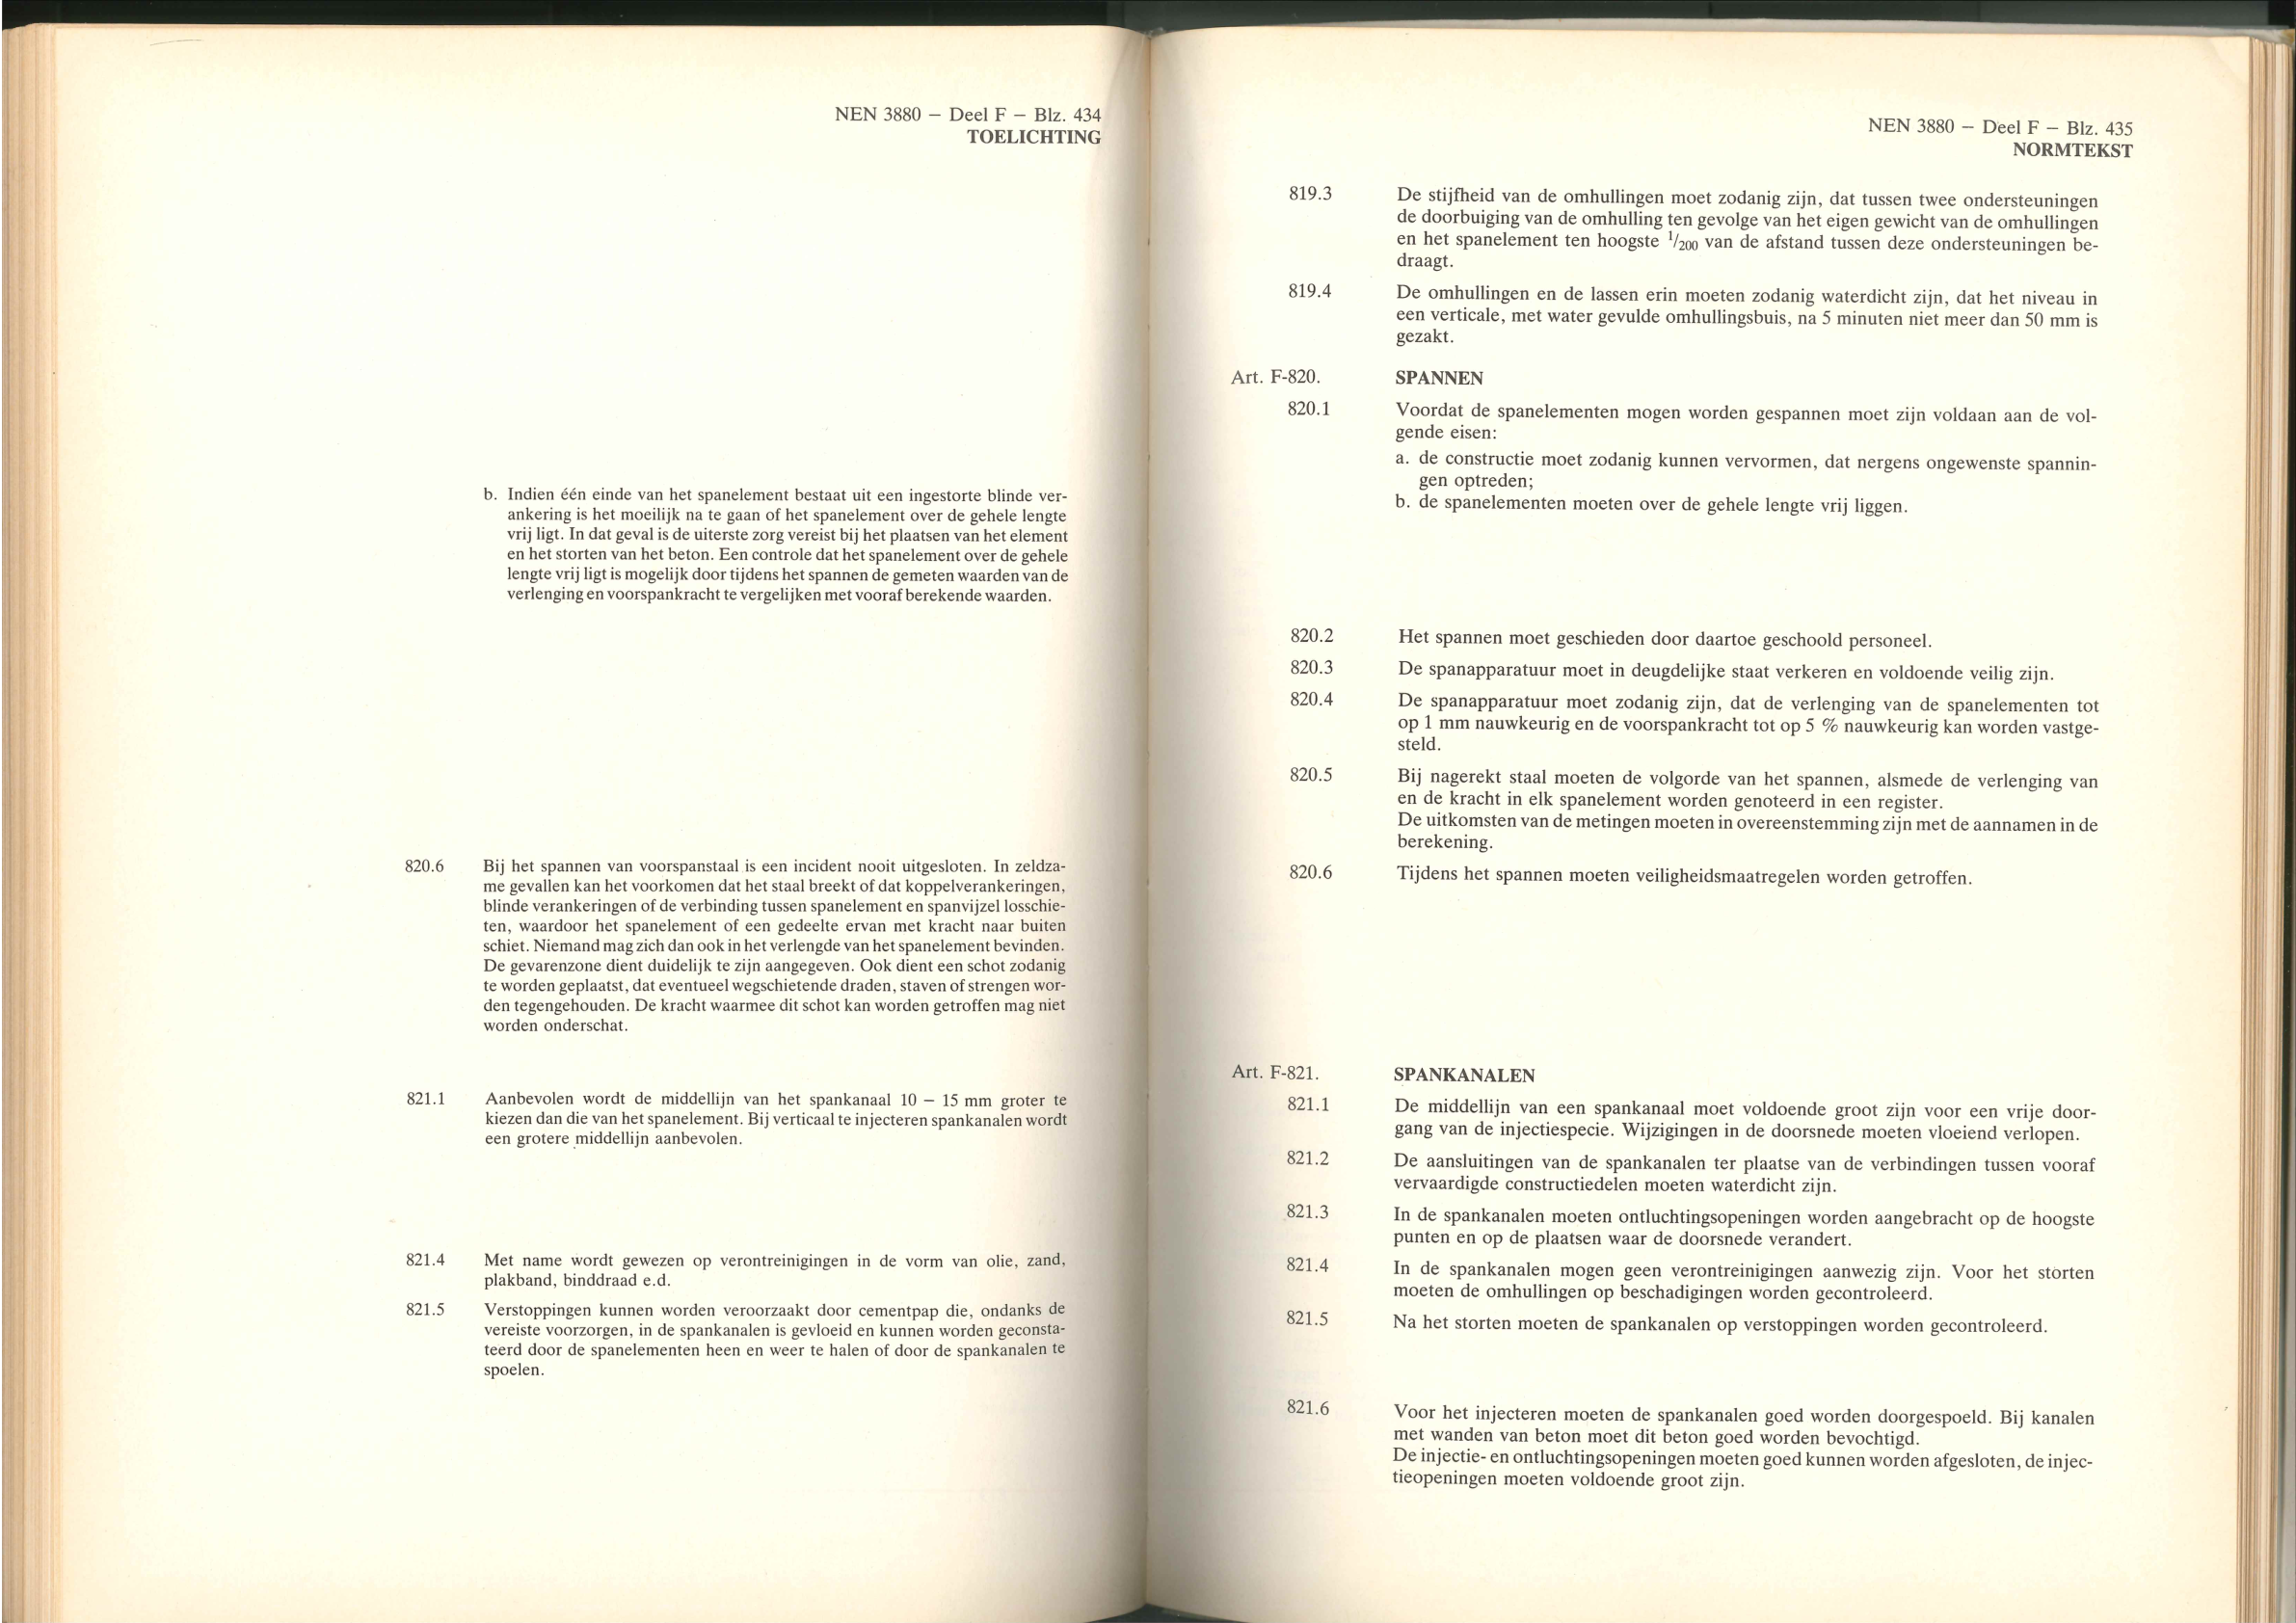 NEN 3880 — Deel F — Blz. 434
TOELICHTING
b. Indien één einde van het spanelement bestaat uit een ingestorte blinde ver-
ankering is het moeilijk na te gaan of het spanelement over de gehele lengte
vrij ligt. In dat geval is de uiterste zorg vereist bij het plaatsen van het element
en het storten van het beton. Een controle dat het spanelement over de gehele
lengte vrij ligt is mogelijk door tijdens het spannen de gemeten waarden van de
verlenging en voorspankracht te vergelijken met vooraf berekende waarden.
820.6 Bij het spannen van voorspanstaal is een incident nooit uitgesloten. In zeldza-
me gevallen kan het voorkomen dat het staal breekt of dat koppelverankeringen,
blinde verankeringen of de verbinding tussen spanelement en spanvijzel losschie-
ten, waardoor het spanelement of een gedeelte ervan met kracht naar buiten
schiet. Niemand mag zich dan ook in het verlengde van het spanelement bevinden.
De gevarenzone dient duidelijk te zijn aangegeven. Ook dient een schot zodanig
te worden geplaatst, dat eventueel wegschietende draden, staven of strengen wor-
den tegengehouden. De kracht waarmee dit schot kan worden getroffen mag niet
worden onderschat.
821.1 Aanbevolen wordt de middellijn van het spankanaal 10 — 15 mm groter te
kiezen dan die van het spanelement. Bij verticaal te injecteren spankanalen wordt
een grotere middellijn aanbevolen.
821.4 Met name wordt gewezen op verontreinigingen in de vorm van olie, zand,
plakband, binddraad e.d.
821.5 Verstoppingen kunnen worden veroorzaakt door cementpap die, ondanks de
vereiste voorzorgen, in de spankanalen is gevloeid en kunnen worden geconsta-
teerd door de spanelementen heen en weer te halen of door de spankanalen te
spoelen.
NEN 3880 — Deel F — Blz. 435
NORMTEKST
819.3 De stijfheid van de omhullingen moet zodanig zijn, dat tussen twee ondersteuningen
de doorbuiging van de omhulling ten gevolge van het eigen gewicht van de omhullingen
en het spanelement ten hoogste 1/200 van de afstand tussen deze ondersteuningen be-
draagt.
819.4 De omhullingen en de lassen erin moeten zodanig waterdicht zijn, dat het niveau in
een verticale, met water gevulde omhullingsbuis, na 5 minuten niet meer dan 50 mm is
gezakt.
Art. F-820. SPANNEN
820.1 Voordat de spanelementen mogen worden gespannen moet zijn voldaan aan de vol-
gende eisen:
a. de constructie moet zodanig kunnen vervormen, dat nergens ongewenste spannin-
gen optreden;
b. de spanelementen moeten over de gehele lengte vrij liggen.
820.2 Het spannen moet geschieden door daartoe geschoold personeel.
820.3 De spanapparatuur moet in deugdelijke staat verkeren en voldoende veilig zijn.
820.4 De spanapparatuur moet zodanig zijn, dat de verlenging van de spanelementen tot
op 1 mm nauwkeurig en de voorspankracht tot op 5 % nauwkeurig kan worden vastge-
steld.
820.5 Bij nagerekt staal moeten de volgorde van het spannen, alsmede de verlenging van
en de kracht in elk spanelement worden genoteerd in een register.
De uitkomsten van de metingen moeten in overeenstemming zijn met de aannamen in de
berekening.
820.6 Tijdens het spannen moeten veiligheidsmaatregelen worden getroffen.
Art. F-821. SPANKANALEN
821.1 De middellijn van een spankanaal moet voldoende groot zijn voor een vrije door-
gang van de injectiespecie. Wijzigingen in de doorsnede moeten vloeiend verlopen.
821.2 De aansluitingen van de spankanalen ter plaatse van de verbindingen tussen vooraf
vervaardigde constructiedelen moeten waterdicht zijn.
821.3 In de spankanalen moeten ontluchtingsopeningen worden aangebracht op de hoogste
punten en op de plaatsen waar de doorsnede verandert.
821.4 In de spankanalen mogen geen verontreinigingen aanwezig zijn. Voor het storten
moeten de omhullingen op beschadigingen worden gecontroleerd.
821.5 Na het storten moeten de spankanalen op verstoppingen worden gecontroleerd.
821.6 Voor het injecteren moeten de spankanalen goed worden doorgespoeld. Bij kanalen
met wanden van beton moet dit beton goed worden bevochtigd.
De injectie- en ontluchtingsopeningen moeten goed kunnen worden afgesloten, de injec-
tieopeningen moeten voldoende groot zijn.